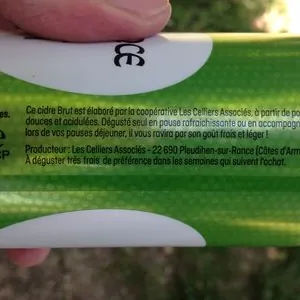 CE
es.
Ce cidre Brut est élaboré par la coopérative Les Celliers Associés, à partir de
douces et acidulées. Dégusté seul en pause rafraîchissante ou en accompagn
lors de vos pauses déjeuner, il vous ravira par son goût frais et léger !
Producteur : Les Celliers Associés - 22 690 Pleudihen-sur-Rance (Côtes d'Arm
À déguster très frais de préférence dans les semaines qui suivent l'achat.